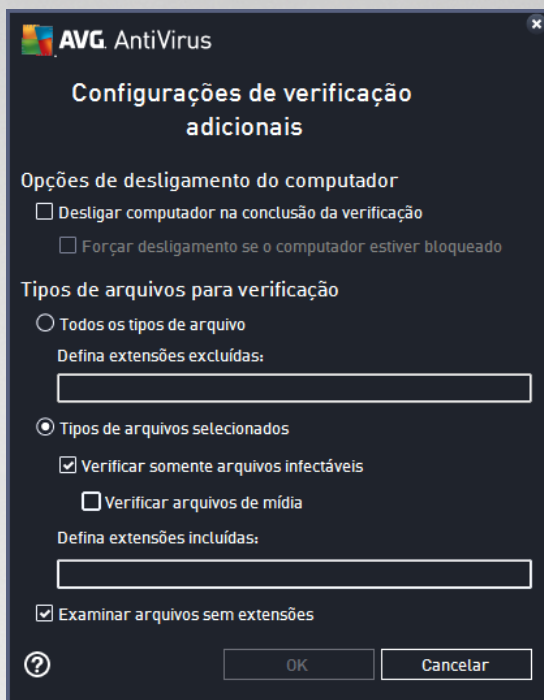 AVG. AntiVirus
Configurações de verificação
adicionais
Opções de desligamento do computador
Desligar computador na conclusão da verificação
Forçar desligamento se o computador estiver bloqueado
Tipos de arquivos para verificação
Todos os tipos de arquivo
Defina extensões excluídas:
Tipos de arquivos selecionados
Verificar somente arquivos infectáveis
Verificar arquivos de mídia
Defina extensões incluídas:
Examinar arquivos sem extensões
OK
Cancelar